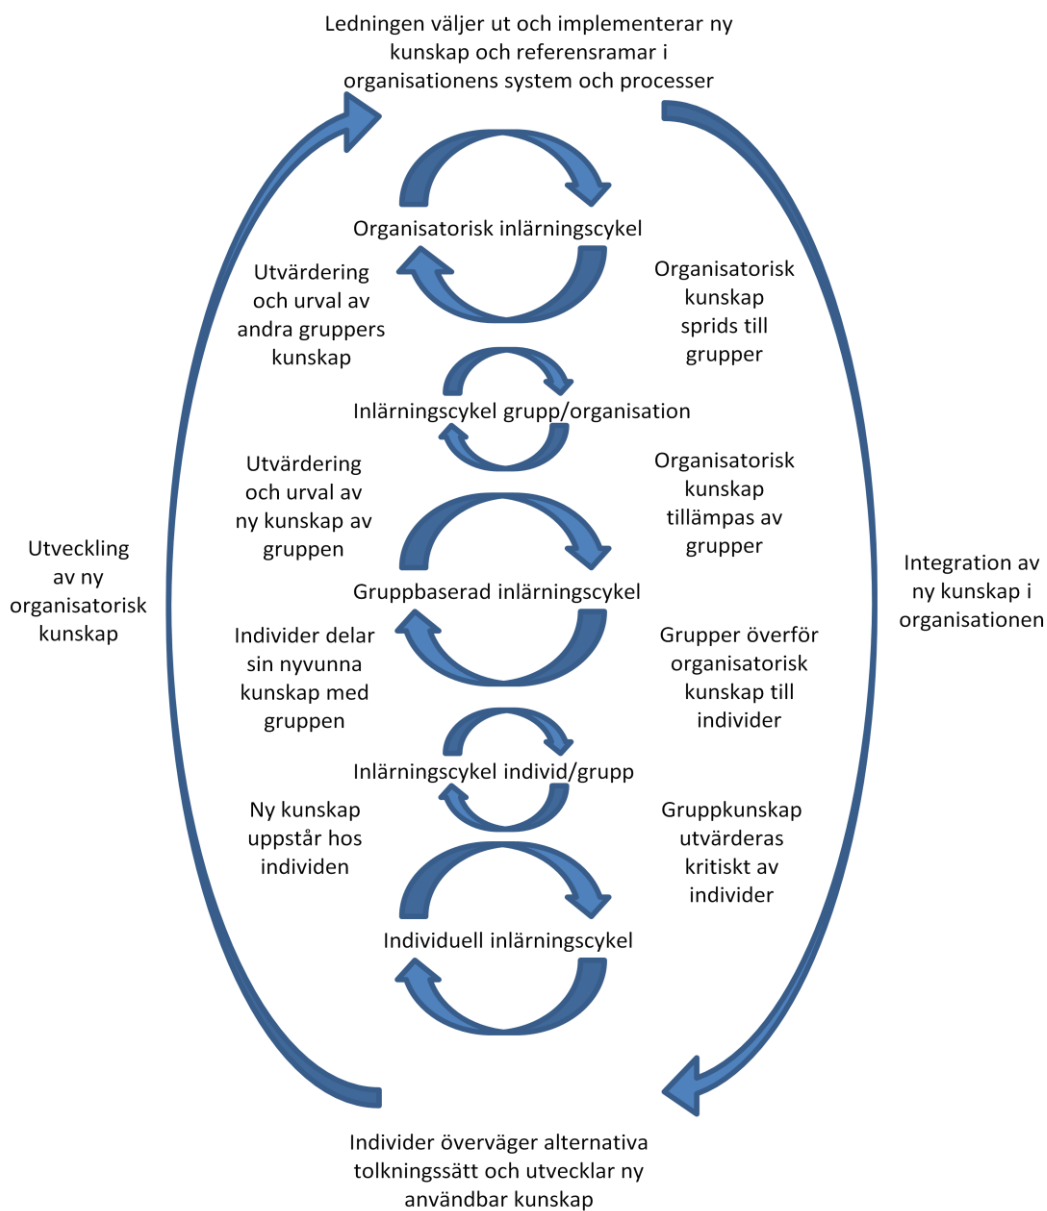 Ledningen väljer ut och implementerar ny
kunskap och referensramar i
organisationens system och processer
Organisatorisk inlärningscykel
Utvärdering
och urval av
andra gruppers
kunskap
Organisatorisk
kunskap
sprids till
grupper
Inlärningscykel grupp/organisation
Utvärdering
och urval av
ny kunskap av
gruppen
Organisatorisk
kunskap
tillämpas av
grupper
Utveckling
av ny
organisatorisk
kunskap
Gruppbaserad inlärningscykel
Integration av
ny kunskap i
organisationen
Individer delar
sin nyvunna
kunskap med
gruppen
Grupper överför
organisatorisk
kunskap till
individer
Inlärningscykel individ/grupp
Ny kunskap
uppstår hos
individen
Gruppkunskap
utvärderas
kritiskt av
individer
Individuell inlärningscykel
Individer överväger alternativa
tolkningssätt och utvecklar ny
användbar kunskap